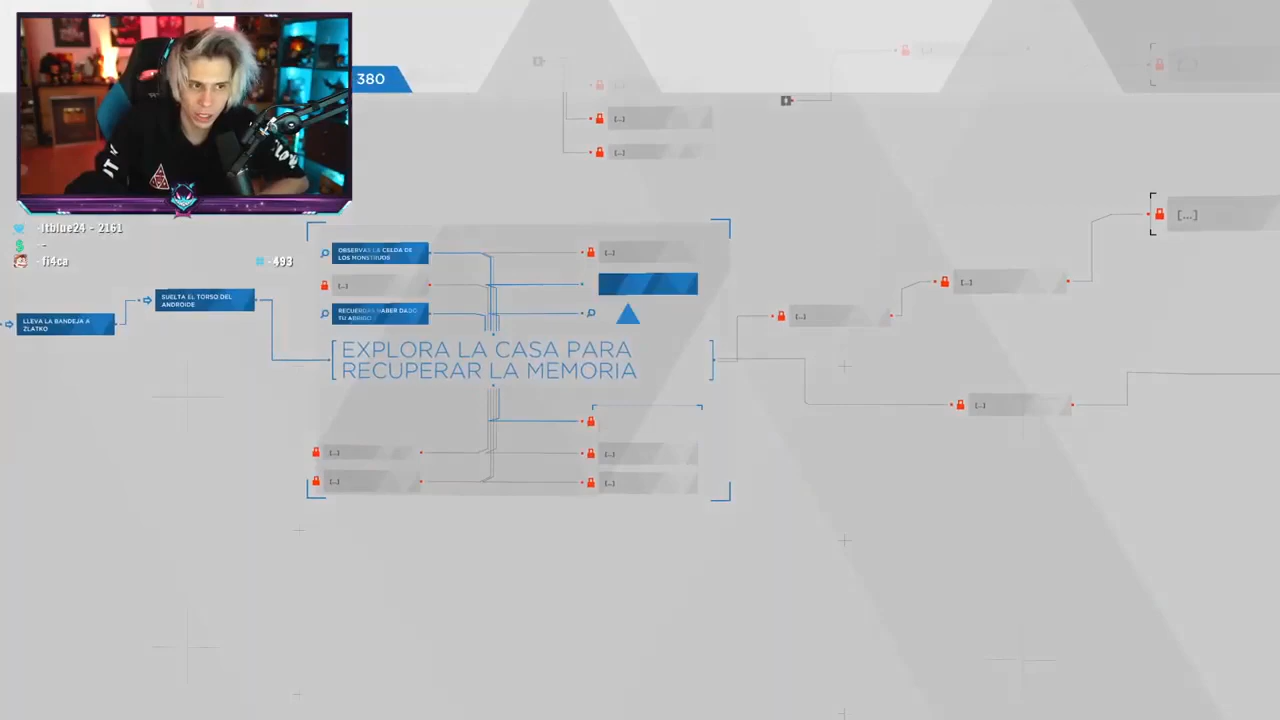 380
-ltblue24 - 2161
--
-fi4ca
# -493
[...]
[...]
[...]
[...]
OBSERVAS LA CELDA DE
LOS MONSTRUOS
[...]
[...]
RECUERDAS HABER DADO
TU ABRIGO
SUELTA EL TORSO DEL
ANDROIDE
LLEVA LA BANDEJA A
ZLATKO
EXPLORA LA CASA PARA
RECUPERAR LA MEMORIA
[...]
[...]
[...]
[...]
[...]
[...]
[...]
[...]